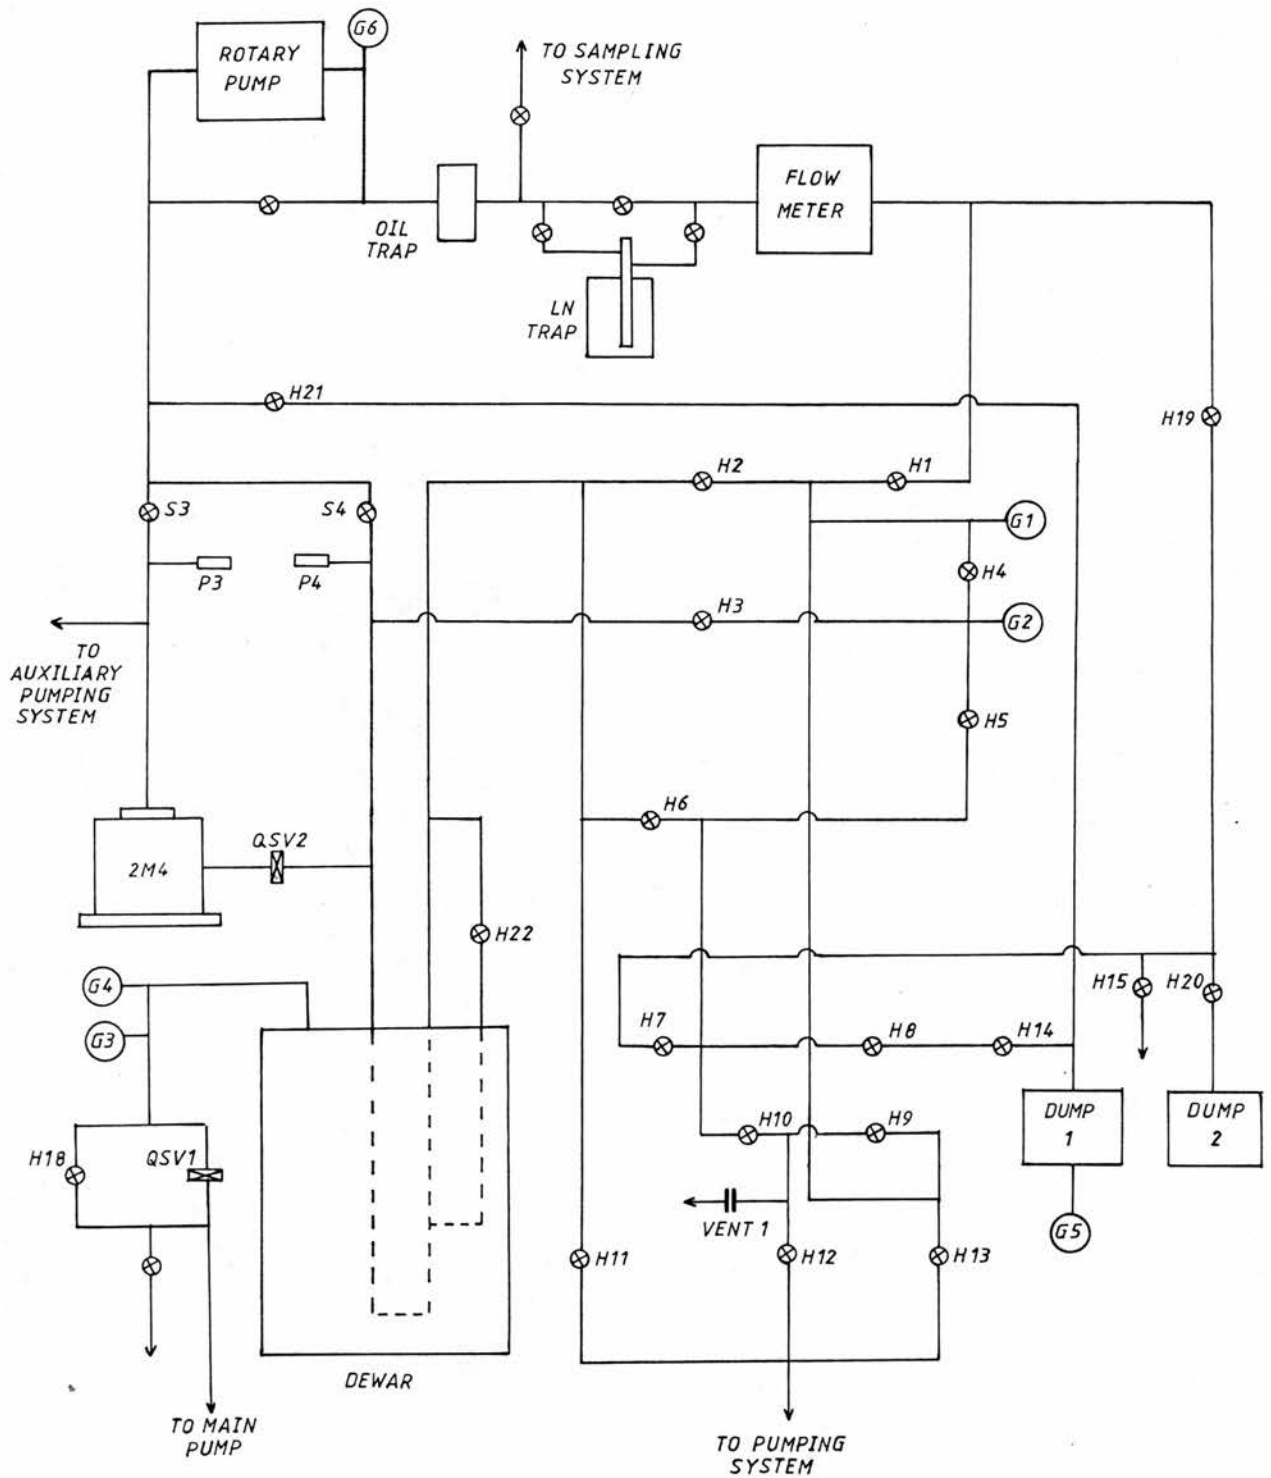 G6
ROTARY
PUMP
TO SAMPLING
SYSTEM
FLOW
METER
OIL
TRAP
LN
TRAP
H21
H19
H2
H1
S3
S4
G1
P3
P4
H4
H3
G2
TO
AUXILIARY
PUMPING
SYSTEM
H5
H6
QSV2
2M4
H22
G4
H15
H20
G3
H7
H8
H14
DUMP
1
DUMP
2
H10
H9
H18
QSV1
VENT 1
G5
H11
H12
H13
DEWAR
TO MAIN
PUMP
TO PUMPING
SYSTEM